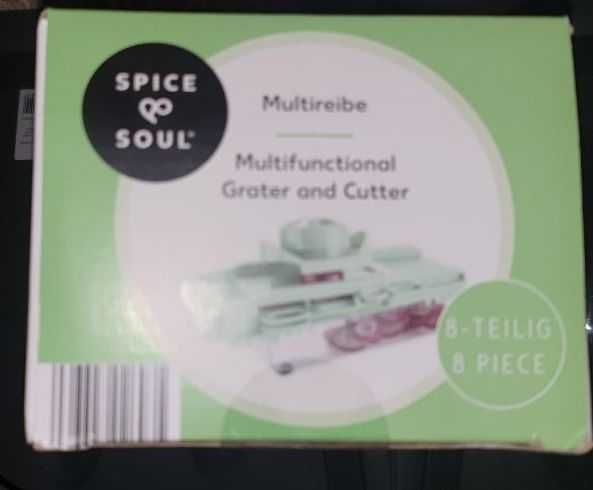 SPICE
&
SOUL®
Multireibe
Multifunctional
Grater and Cutter
8-TEILIG
8 PIECE